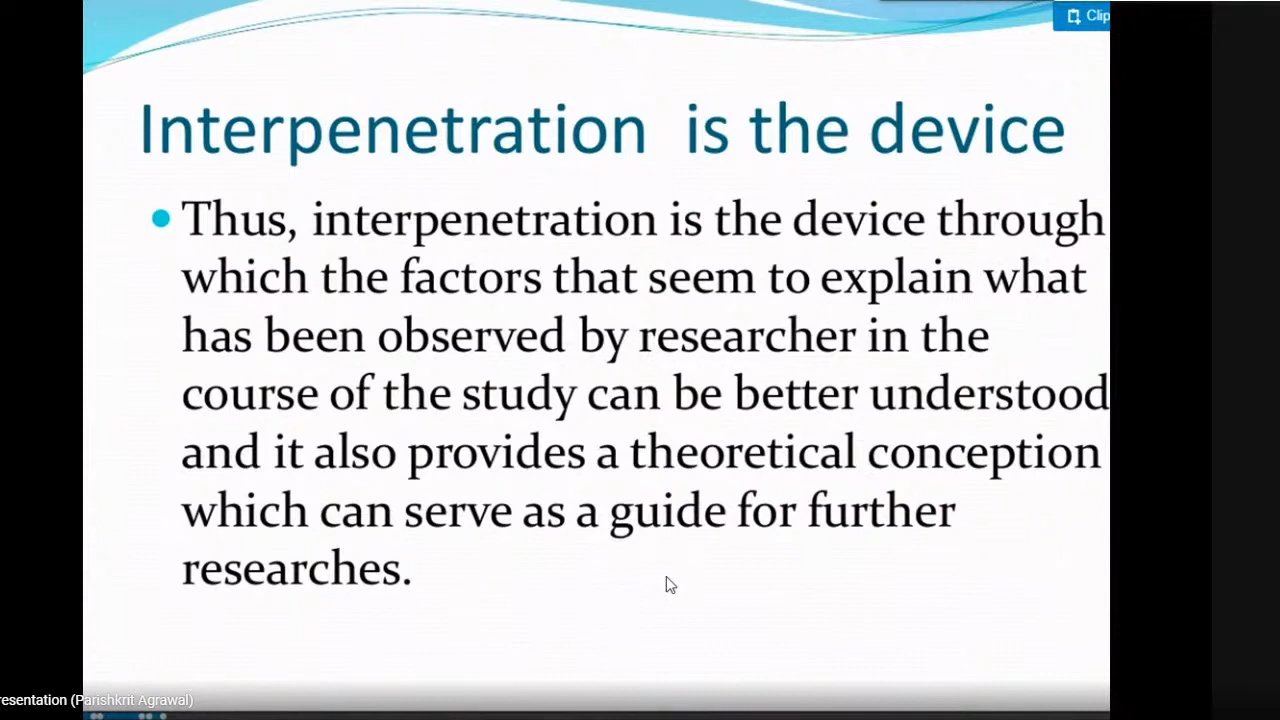 Clip
Interpenetration is the device
Thus, interpenetration is the device through
which the factors that seem to explain what
has been observed by researcher in the
course of the study can be better understood
and it also provides a theoretical conception
which can serve as a guide for further
researches.
resentation (Parishkrit Agrawal)